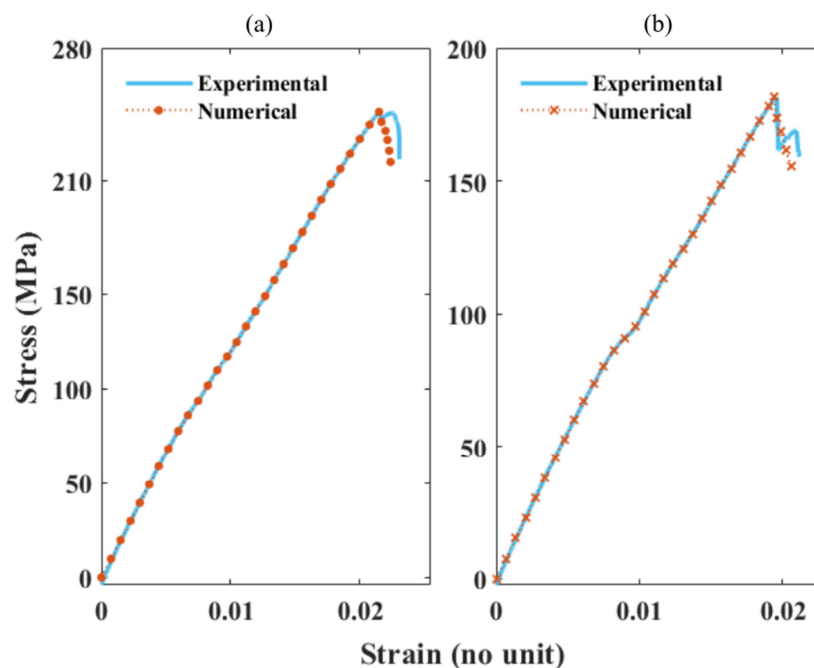 (a)
(b)
280
Experimental
Numerical
210
150
100
50
0
0
0.01
0.02
200
Experimental
Numerical
150
100
50
0
0
0.01
0.02
Stress (MPa)
Strain (no unit)